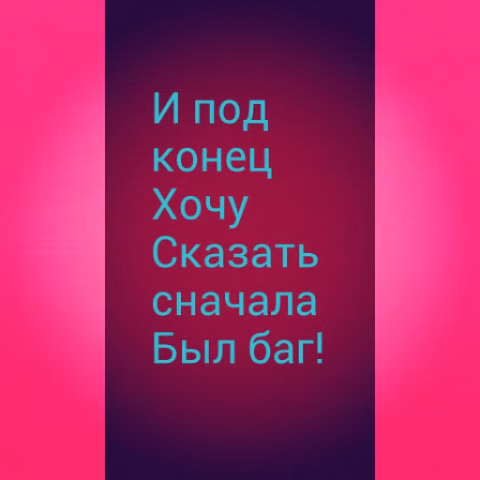 И под
конец
Хочу
Сказать
сначала
Был баг!